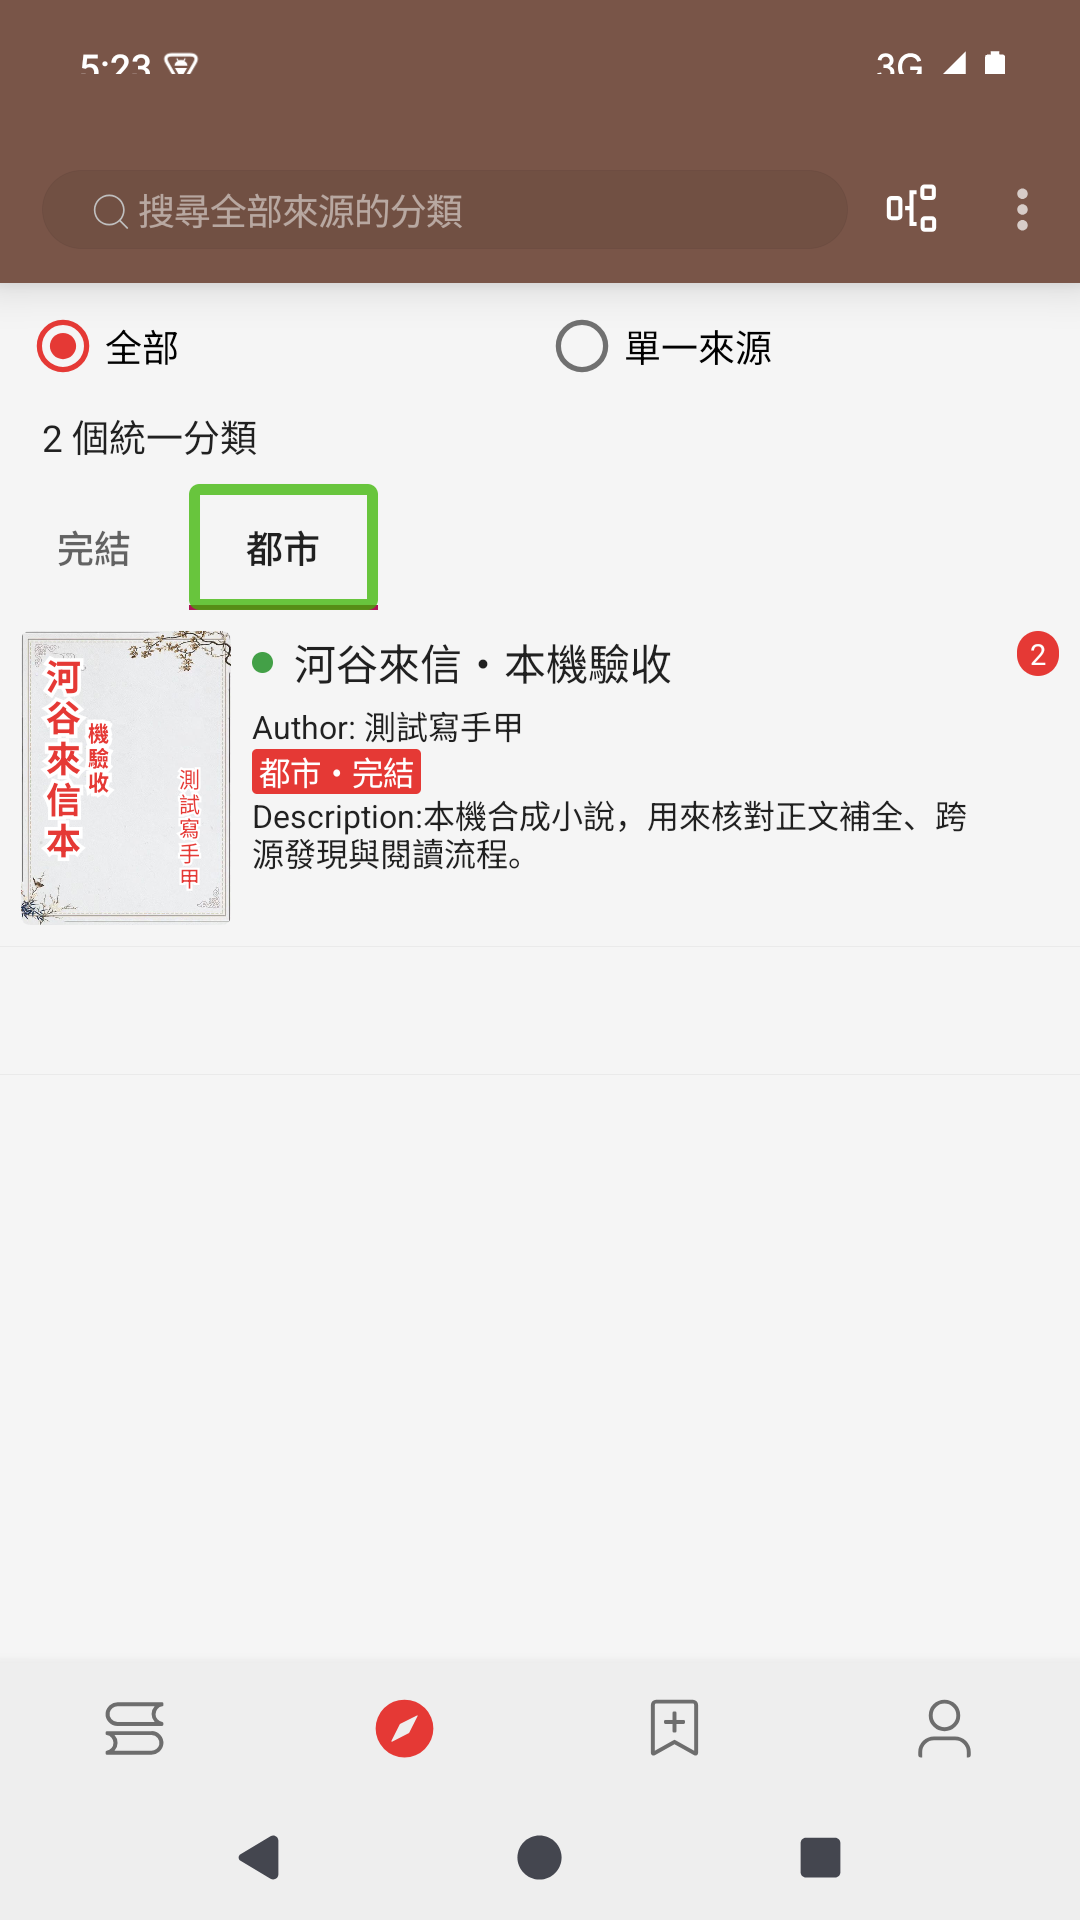 5:23
3G
搜尋全部來源的分類
全部
單一來源
2 個統一分類
完結
都市
河谷來信本
機驗收
測試寫手甲
河谷來信・本機驗收
2
Author: 測試寫手甲
都市・完結
Description:本機合成小說，用來核對正文補全、跨
源發現與閱讀流程。